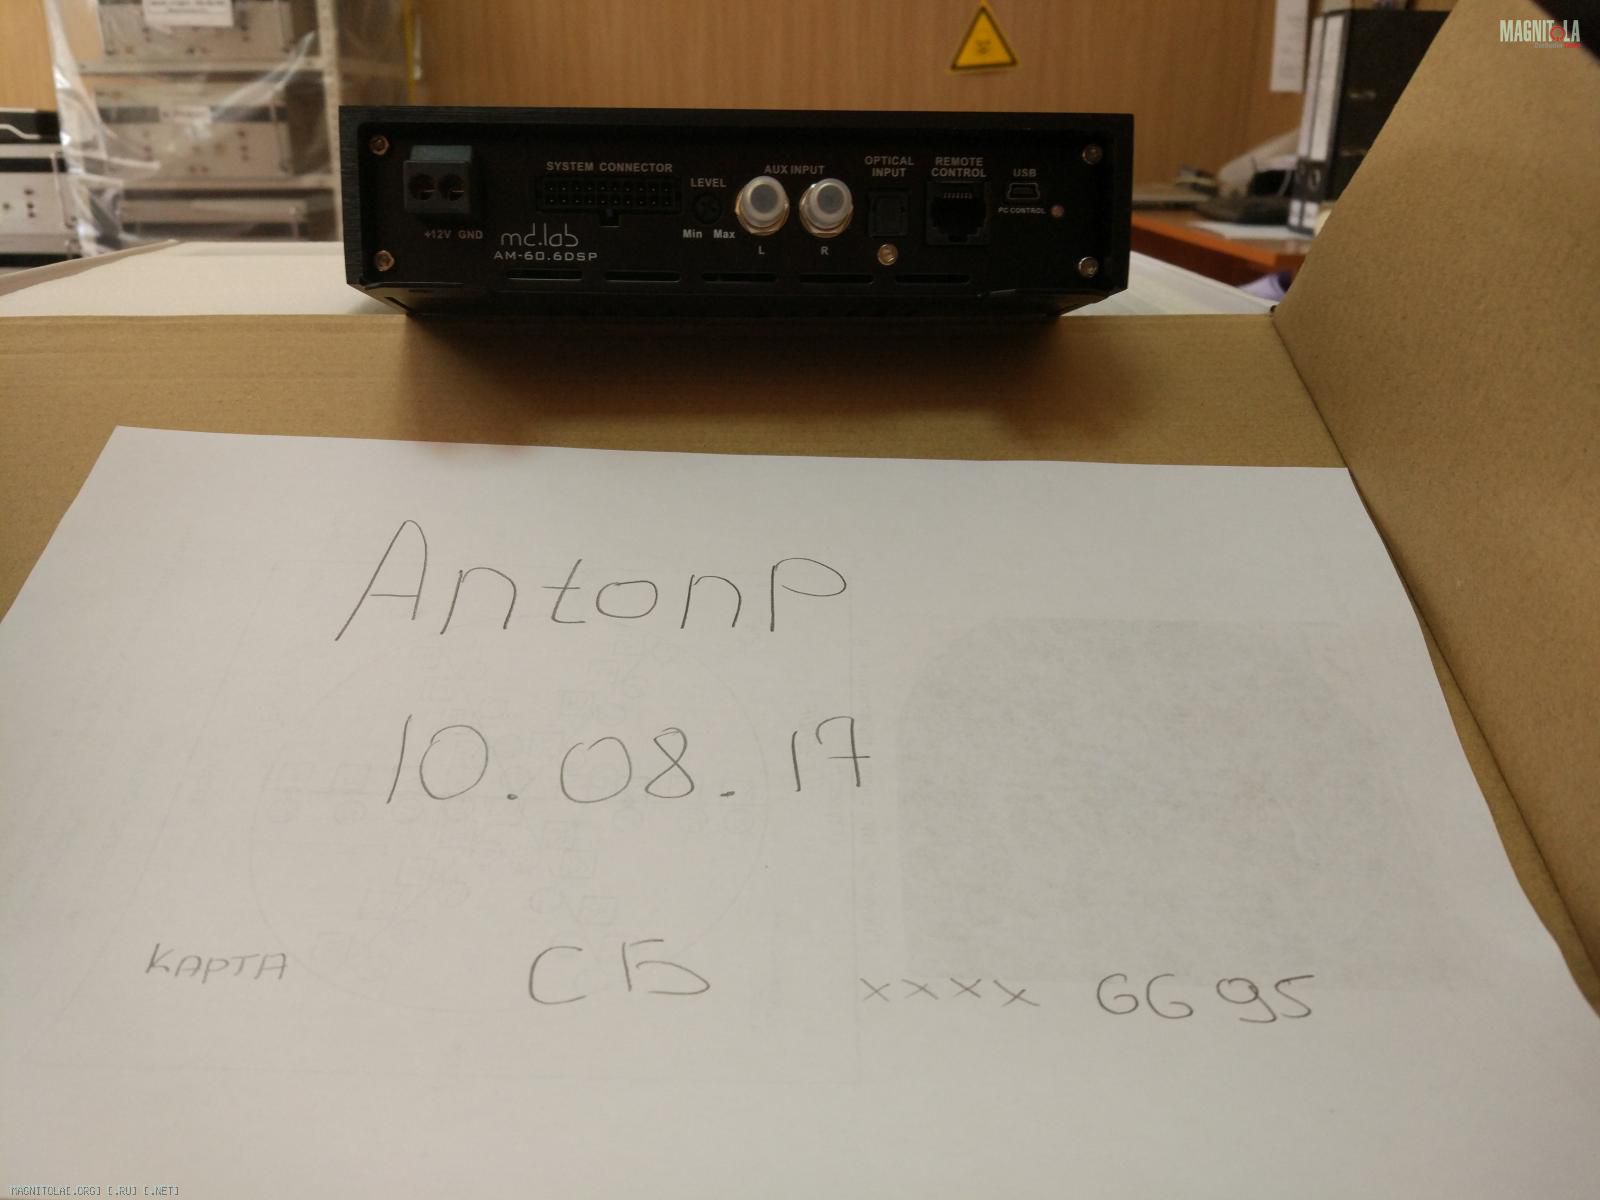 MAGNITOLA
SYSTEM CONNECTOR
LEVEL
AUX INPUT
OPTICAL
INPUT
REMOTE
CONTROL
USB
PC CONTROL
+12V GND
Min Max
L R
md.lab
AM-60.6DSP
AntonP
10.08.17
КАРТА СБ xxxx 6695
MAGNITOLA[.ORG] [.RU] [.NET]